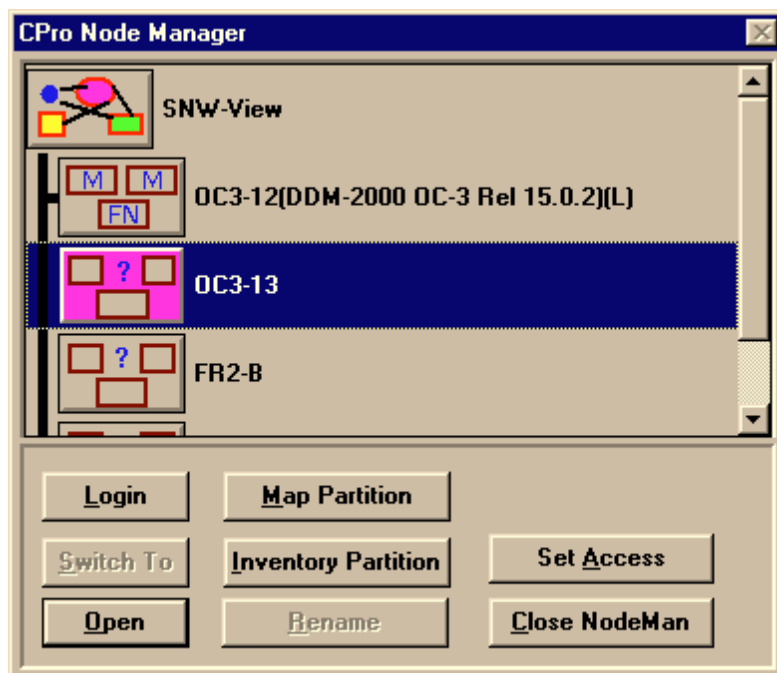 CPro Node Manager
SNW-View
M M
FN
OC3-12(DDM-2000 OC-3 Rel 15.0.2)(L)
?
OC3-13
?
FR2-B
Login
Map Partition
Switch To
Inventory Partition
Set Access
Open
Rename
Close NodeMan